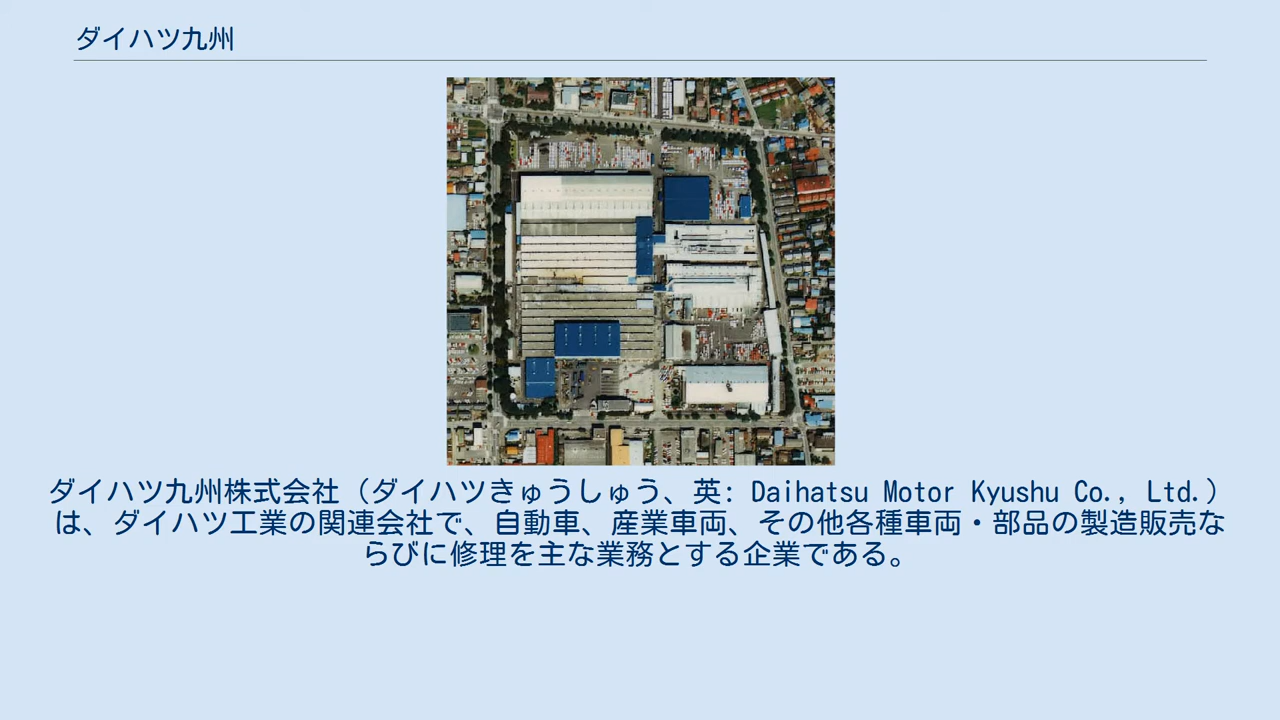 ダイハツ九州
ダイハツ九州株式会社（ダイハツきゅうしゅう、英: Daihatsu Motor Kyushu Co., Ltd.）
は、ダイハツ工業の関連会社で、自動車、産業車両、その他各種車両・部品の製造販売な
らびに修理を主な業務とする企業である。